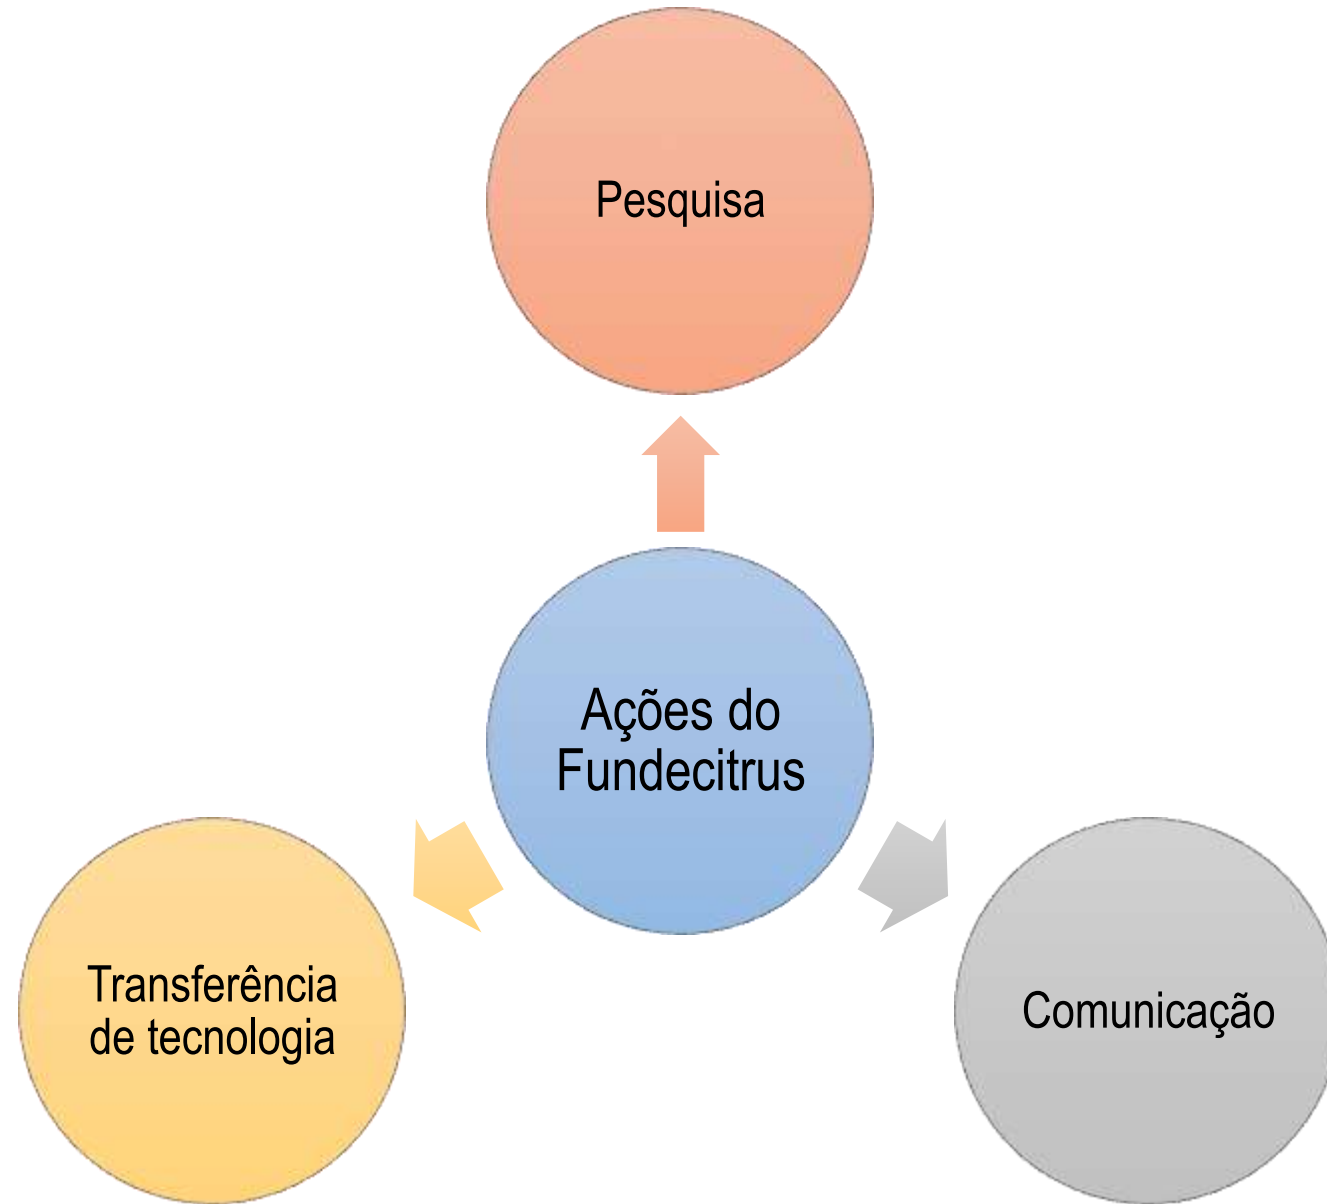 Pesquisa
Ações do
Fundecitrus
Transferência
de tecnologia
Comunicação